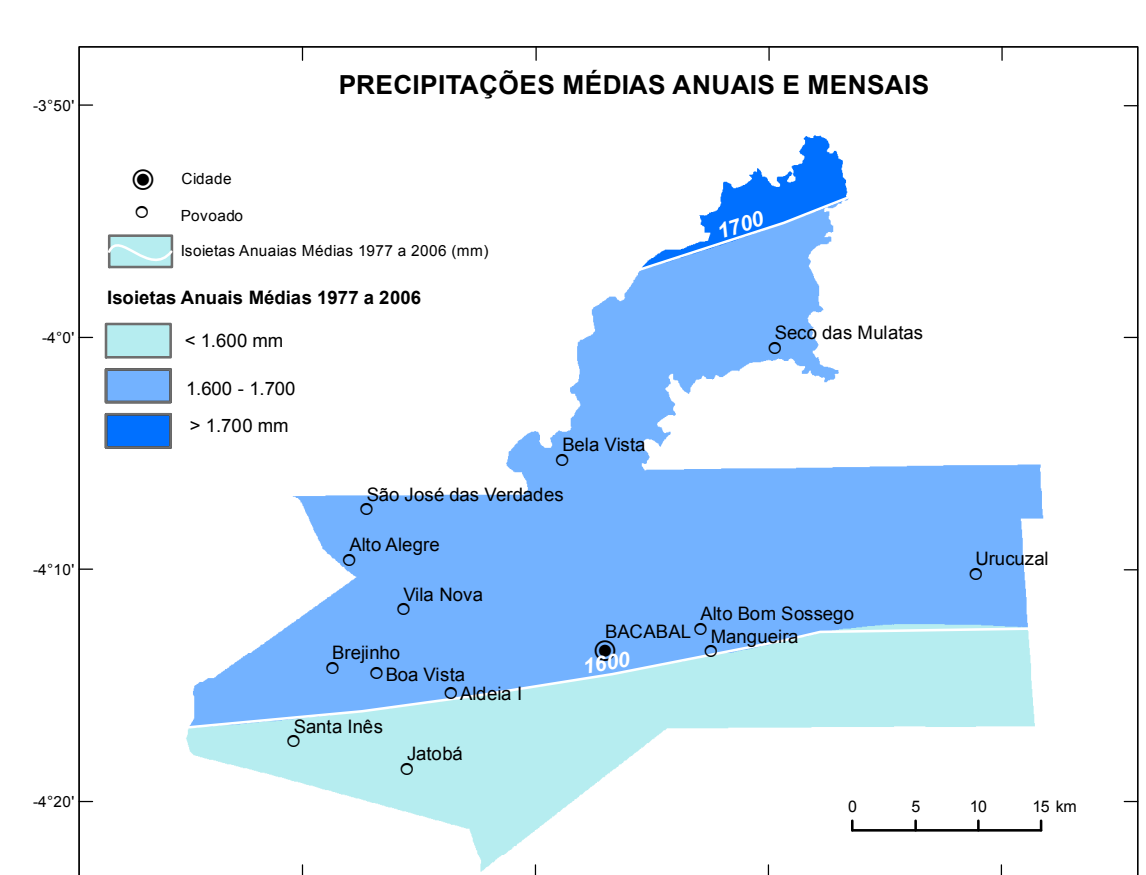 PRECIPITAÇÕES MÉDIAS ANUAIS E MENSAIS
-3°50'
Cidade
Povoado
Isoietas Anuaias Médias 1977 a 2006 (mm)
Isoietas Anuais Médias 1977 a 2006
< 1.600 mm
1.600 - 1.700
> 1.700 mm
1700
-4°0'
Seco das Mulatas
Bela Vista
São José das Verdades
Alto Alegre
-4°10'
Urucuzal
Vila Nova
Alto Bom Sossego
BACABAL
Mangueira
Brejinho
1600
Boa Vista
Aldeia I
Santa Inês
Jatobá
-4°20'
0 5 10 15 km